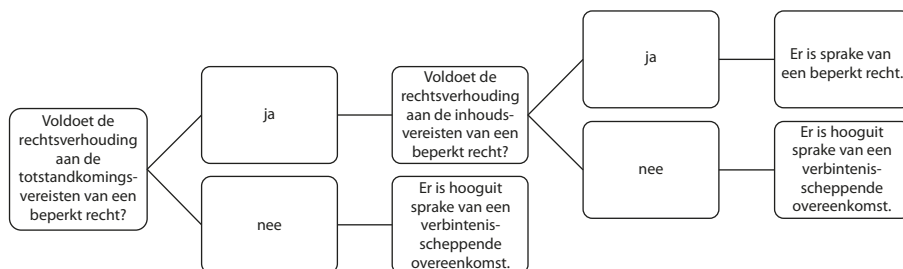 Voldoet de
rechtsverhouding
aan de
totstandkomings-
vereisten van een
beperkt recht?
ja
nee
Voldoet de
rechtsverhouding
aan de inhouds-
vereisten van een
beperkt recht?
Er is hooguit
sprake van een
verbintenis-
scheppende
overeenkomst.
ja
nee
Er is sprake van
een beperkt recht.
Er is hooguit
sprake van een
verbintenis-
scheppende
overeenkomst.